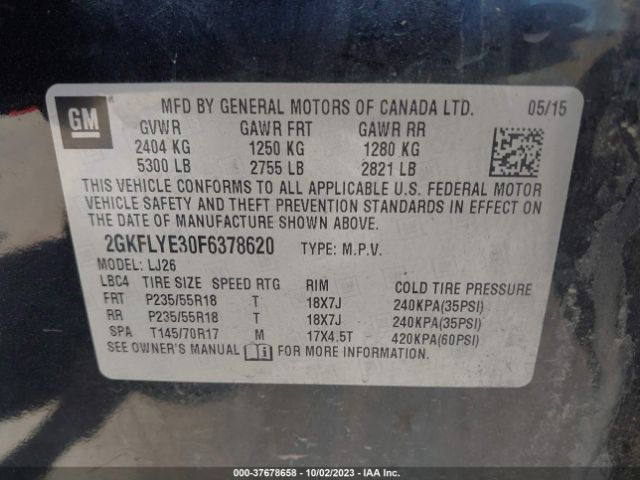 GM
MFD BY GENERAL MOTORS OF CANADA LTD. 05/15
GVWR GAWR FRT GAWR RR
2404 KG 1250 KG 1280 KG
5300 LB 2755 LB 2821 LB
THIS VEHICLE CONFORMS TO ALL APPLICABLE U.S. FEDERAL MOTOR
VEHICLE SAFETY AND THEFT PREVENTION STANDARDS IN EFFECT ON
THE DATE OF MANUFACTURE SHOWN ABOVE.
2GKFLYE30F6378620 TYPE: M.P.V.
MODEL: LJ26
LBC4 TIRE SIZE SPEED RTG RIM COLD TIRE PRESSURE
FRT P235/55R18 T 18X7J 240KPA(35PSI)
RR P235/55R18 T 18X7J 240KPA(35PSI)
SPA T145/70R17 M 17X4.5T 420KPA(60PSI)
SEE OWNER'S MANUAL FOR MORE INFORMATION.
000-37678658 - 10/02/2023 - IAA Inc.